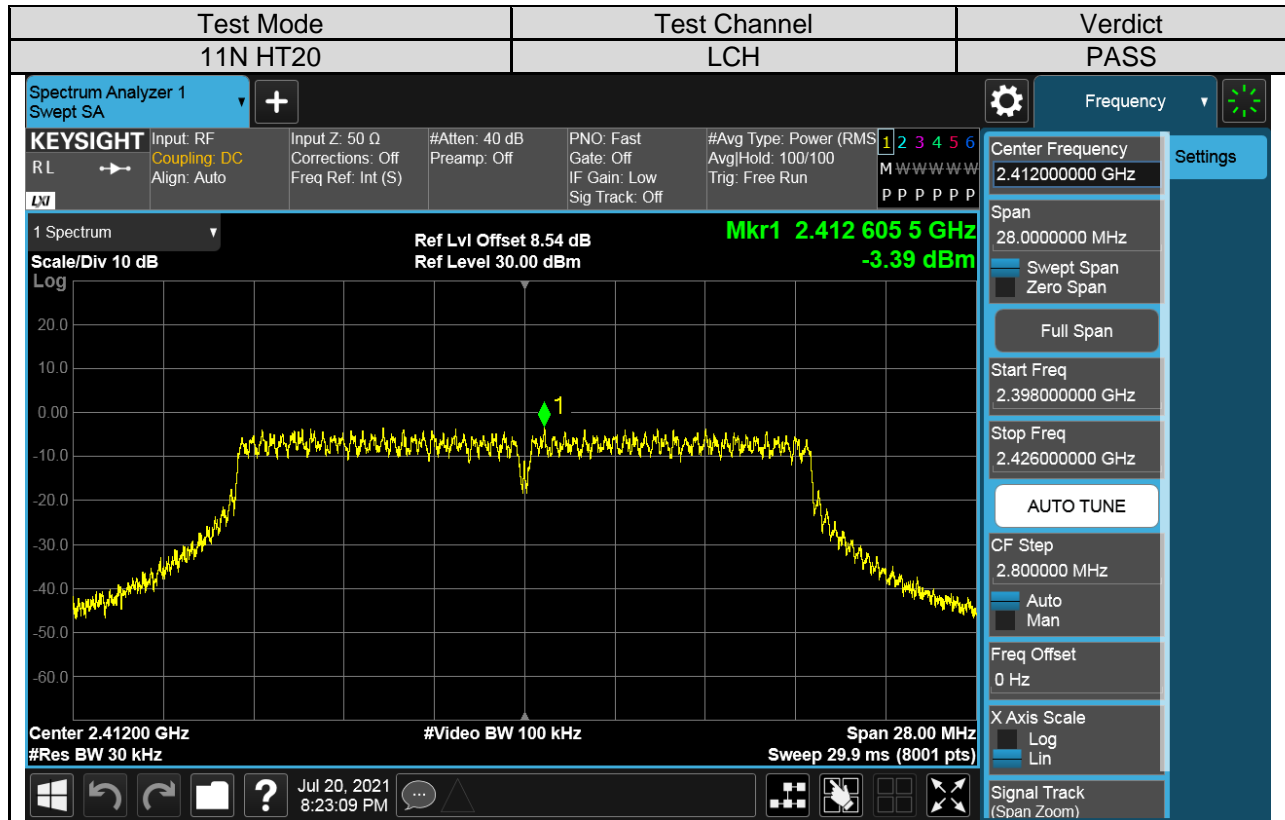 Test Mode Test Channel Verdict
11N HT20 LCH PASS
Spectrum Analyzer 1
Swept SA
+
Frequency
KEYSIGHT
RL
LXI
Input: RF
Coupling: DC
Align: Auto
Input Z: 50 Ω
Corrections: Off
Freq Ref: Int (S)
#Atten: 40 dB
Preamp: Off
PNO: Fast
Gate: Off
IF Gain: Low
Sig Track: Off
#Avg Type: Power (RMS
Avg|Hold: 100/100
Trig: Free Run
1 2 3 4 5 6
M W W W W W
P P P P P P
1 Spectrum
Scale/Div 10 dB
Log
Ref Lvl Offset 8.54 dB
Ref Level 30.00 dBm
Mkr1 2.412 605 5 GHz
-3.39 dBm
20.0
10.0
0.00
-10.0
-20.0
-30.0
-40.0
-50.0
-60.0
1
Center 2.41200 GHz #Video BW 100 kHz Span 28.00 MHz
#Res BW 30 kHz Sweep 29.9 ms (8001 pts)
?
Jul 20, 2021
8:23:09 PM
Center Frequency
2.412000000 GHz
Settings
Span
28.0000000 MHz
Swept Span
Zero Span
Full Span
Start Freq
2.398000000 GHz
Stop Freq
2.426000000 GHz
AUTO TUNE
CF Step
2.800000 MHz
Auto
Man
Freq Offset
0 Hz
X Axis Scale
Log
Lin
Signal Track
(Span Zoom)